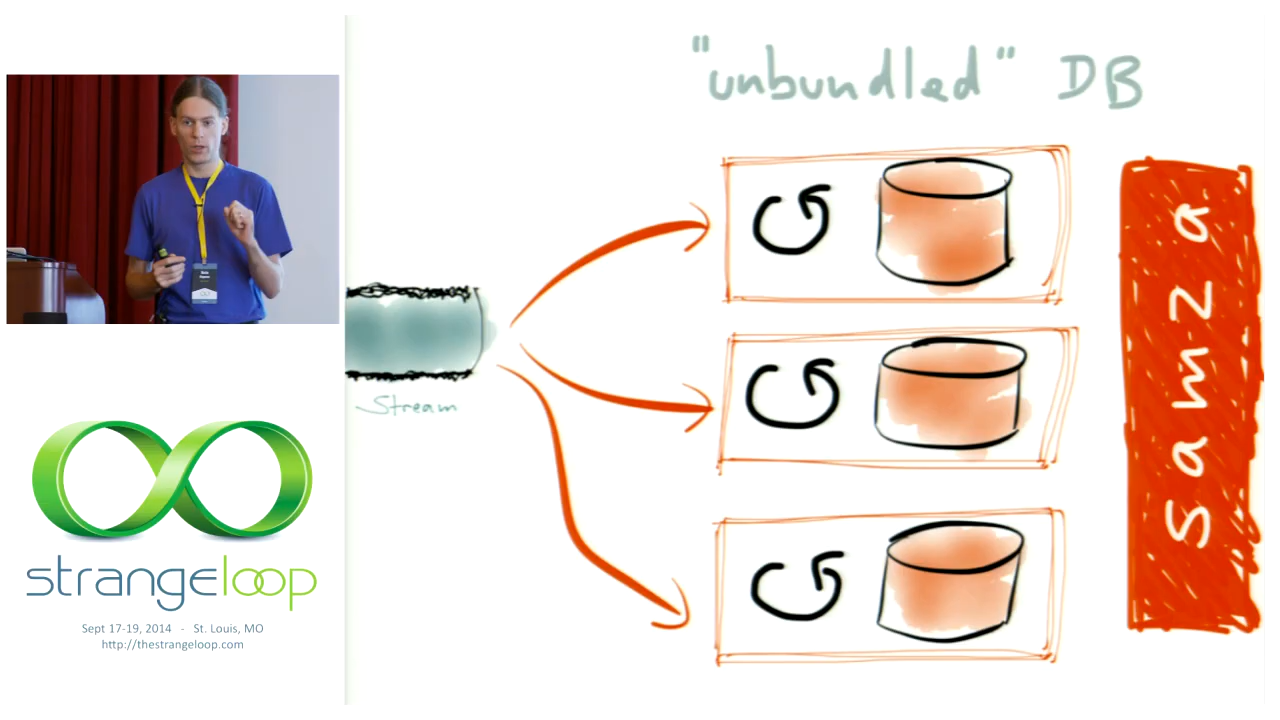 "unbundled" DB
Stream
samza
strangeloop
Sept 17-19, 2014 - St. Louis, MO
http://thestrangeloop.com